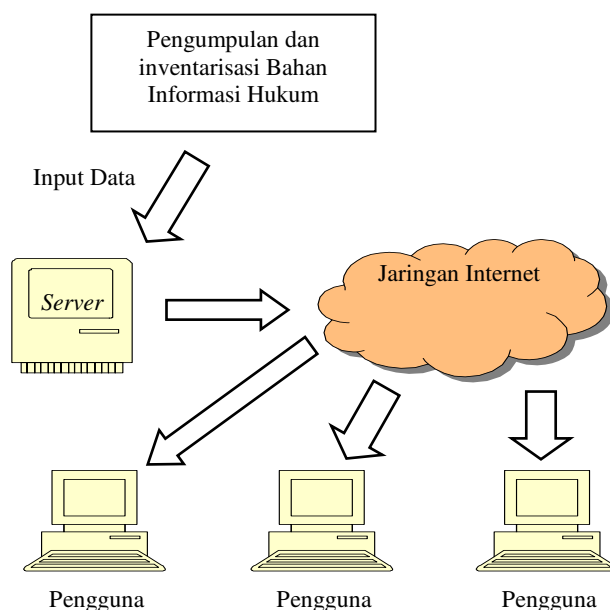 Pengumpulan dan
inventarisasi Bahan
Informasi Hukum
Input Data
Server
Jaringan Internet
Pengguna
Pengguna
Pengguna